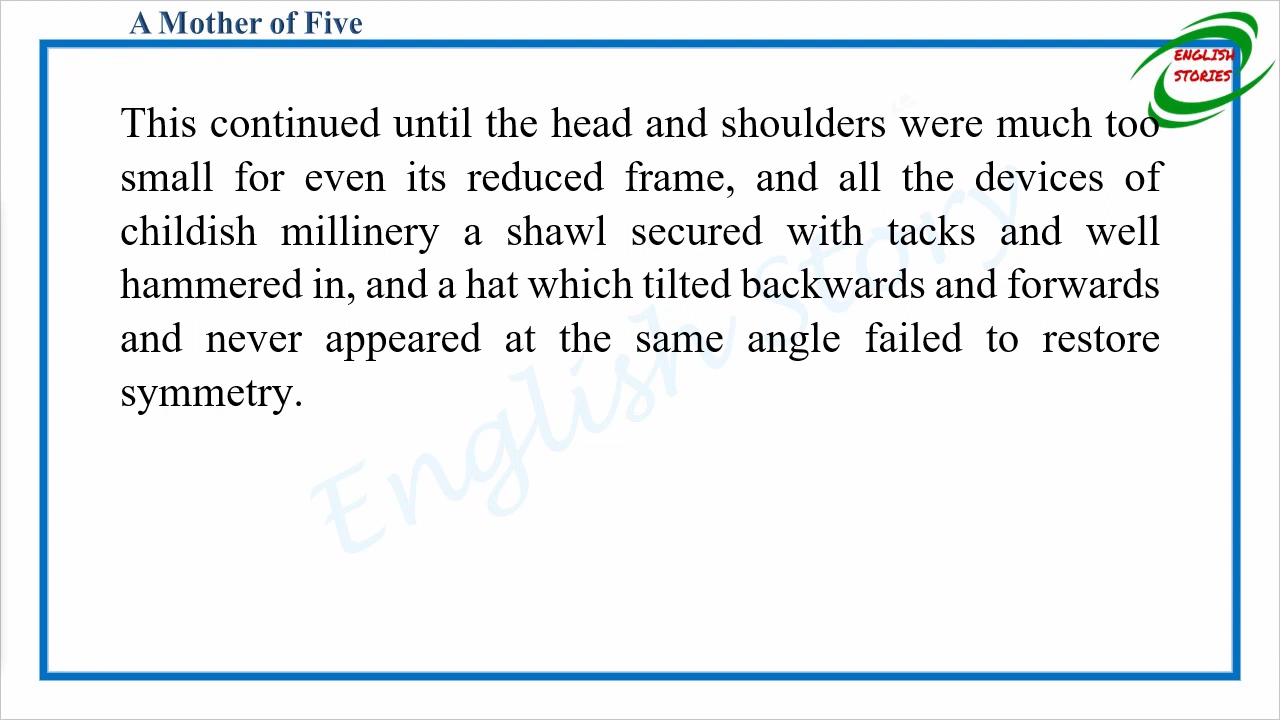 A Mother of Five
ENGLISH
STORIES
This continued until the head and shoulders were much too
small for even its reduced frame, and all the devices of
childish millinery a shawl secured with tacks and well
hammered in, and a hat which tilted backwards and forwards
and never appeared at the same angle failed to restore
symmetry.
English Story